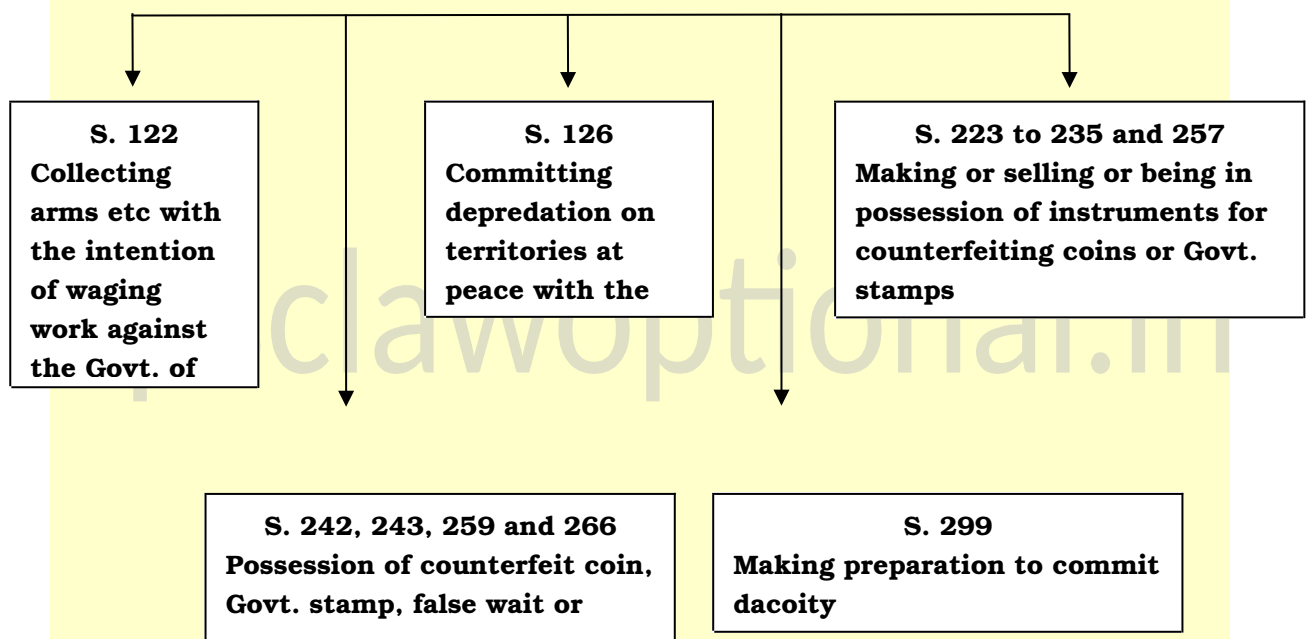 S. 122
Collecting
arms etc with
the intention
of waging
work against
the Govt. of
S. 126
Committing
depredation on
territories at
peace with the
S. 223 to 235 and 257
Making or selling or being in
possession of instruments for
counterfeiting coins or Govt.
stamps
clawoptional.in
S. 242, 243, 259 and 266
Possession of counterfeit coin,
Govt. stamp, false wait or
S. 299
Making preparation to commit
dacoity